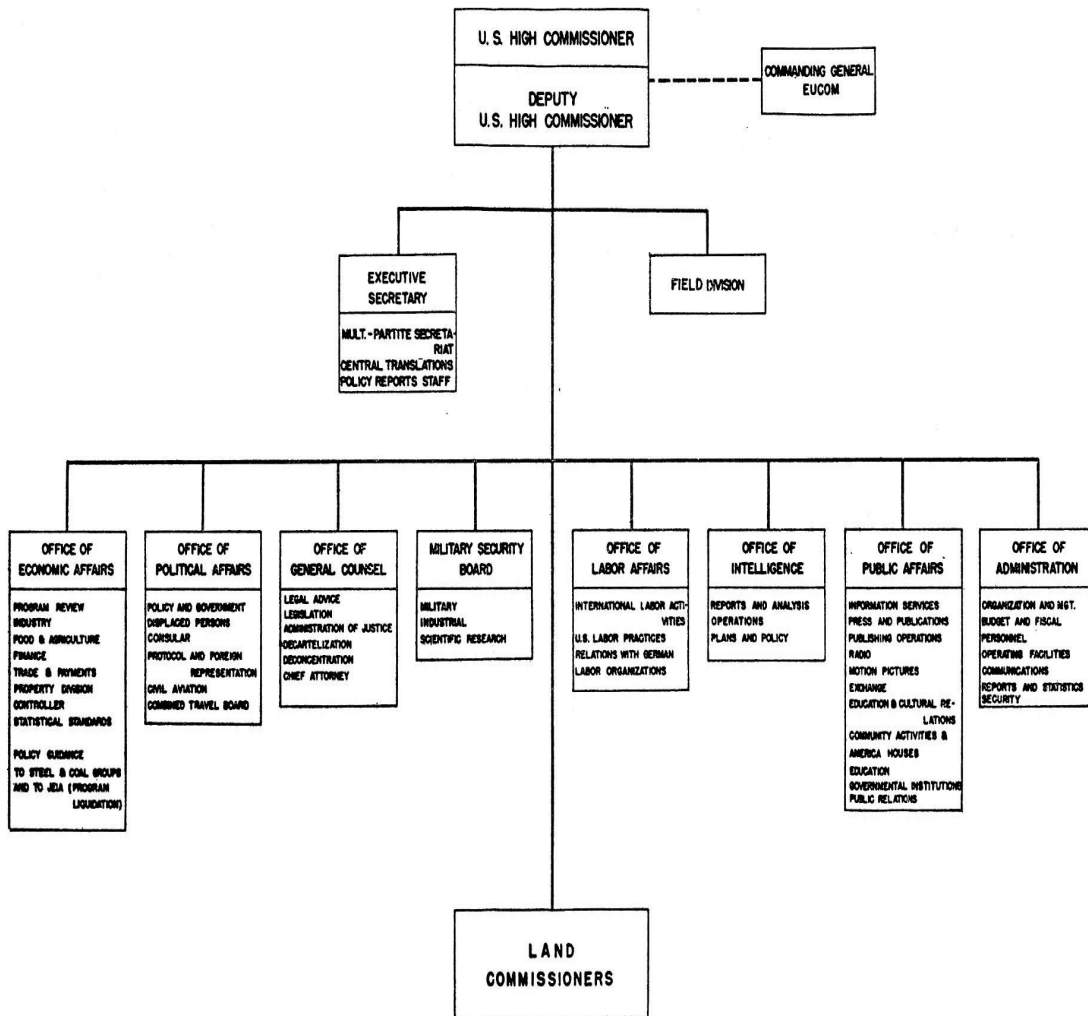 U. S. HIGH COMMISSIONER
DEPUTY
U. S. HIGH COMMISSIONER
COMMANDING GENERAL
EUCOM
EXECUTIVE
SECRETARY
MULT.-PARTITE SECRETA-
RIAT
CENTRAL TRANSLATIONS
POLICY REPORTS STAFF
FIELD DIVISION
OFFICE OF
ECONOMIC AFFAIRS
PROGRAM REVIEW
INDUSTRY
FOOD & AGRICULTURE
FINANCE
TRADE & PAYMENTS
PROPERTY DIVISION
CONTROLLER
STATISTICAL STANDARDS
POLICY GUIDANCE
TO STEEL & COAL GROUPS
AND TO JEIA (PROGRAM
LIQUIDATION)
OFFICE OF
POLITICAL AFFAIRS
POLICY AND GOVERNMENT
DISPLACED PERSONS
CONSULAR
PROTOCOL AND FOREIGN
REPRESENTATION
CIVIL AVIATION
COMBINED TRAVEL BOARD
OFFICE OF
GENERAL COUNSEL
LEGAL ADVICE
LEGISLATION
ADMINISTRATION OF JUSTICE
DECARTELIZATION
DECONCENTRATION
CHIEF ATTORNEY
MILITARY SECURITY
BOARD
MILITARY
INDUSTRIAL
SCIENTIFIC RESEARCH
OFFICE OF
LABOR AFFAIRS
INTERNATIONAL LABOR ACTI-
VITIES
U.S. LABOR PRACTICES
RELATIONS WITH GERMAN
LABOR ORGANIZATIONS
OFFICE OF
INTELLIGENCE
REPORTS AND ANALYSIS
OPERATIONS
PLANS AND POLICY
OFFICE OF
PUBLIC AFFAIRS
INFORMATION SERVICES
PRESS AND PUBLICATIONS
PUBLISHING OPERATIONS
RADIO
MOTION PICTURES
EXCHANGE
EDUCATION & CULTURAL RE-
LATIONS
COMMUNITY ACTIVITIES &
AMERICA HOUSES
EDUCATION
GOVERNMENTAL INSTITUTIONS
PUBLIC RELATIONS
OFFICE OF
ADMINISTRATION
ORGANIZATION AND MGT.
BUDGET AND FISCAL
PERSONNEL
OPERATING FACILITIES
COMMUNICATIONS
REPORTS AND STATISTICS
SECURITY
LAND
COMMISSIONERS